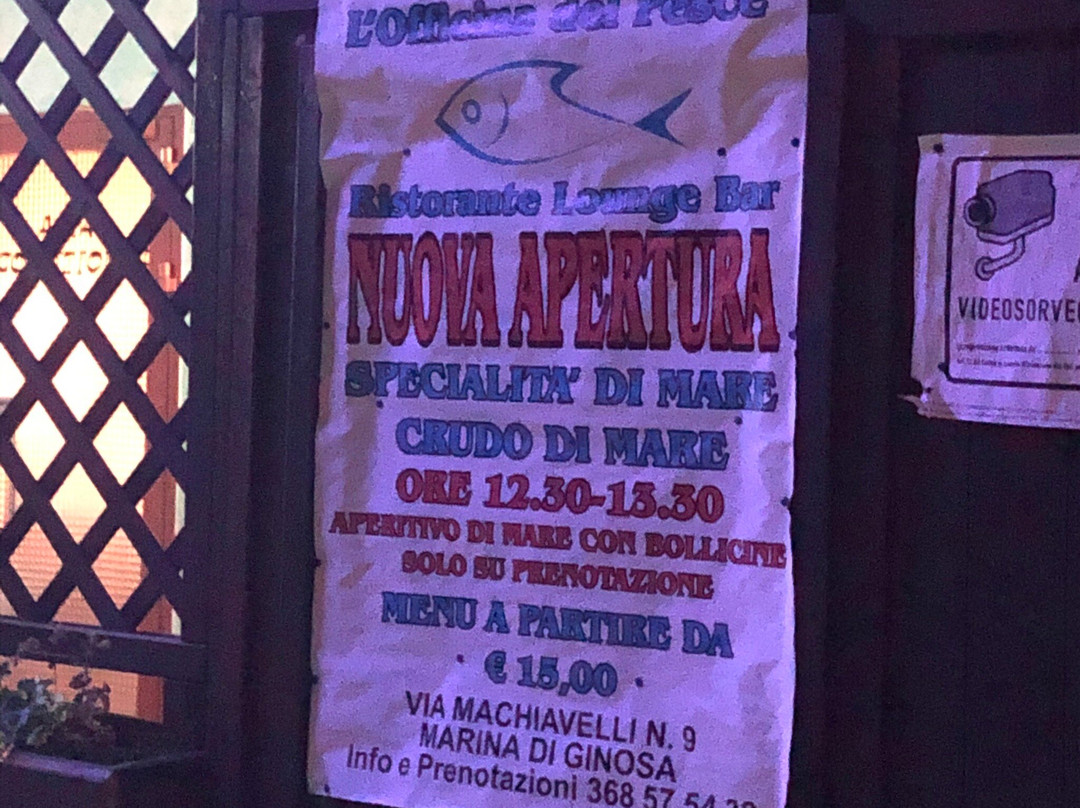 L'Officina del Pesce
Ristorante Lounge Bar
NUOVA APERTURA
SPECIALITA' DI MARE
CRUDO DI MARE
ORE 12.30-13.30
APERITIVO DI MARE CON BOLLICINE
SOLO SU PRENOTAZIONE
MENU A PARTIRE DA
€ 15,00
VIA MACHIAVELLI N. 9
MARINA DI GINOSA
Info e Prenotazioni 368 57 54
VIDEOSORVE